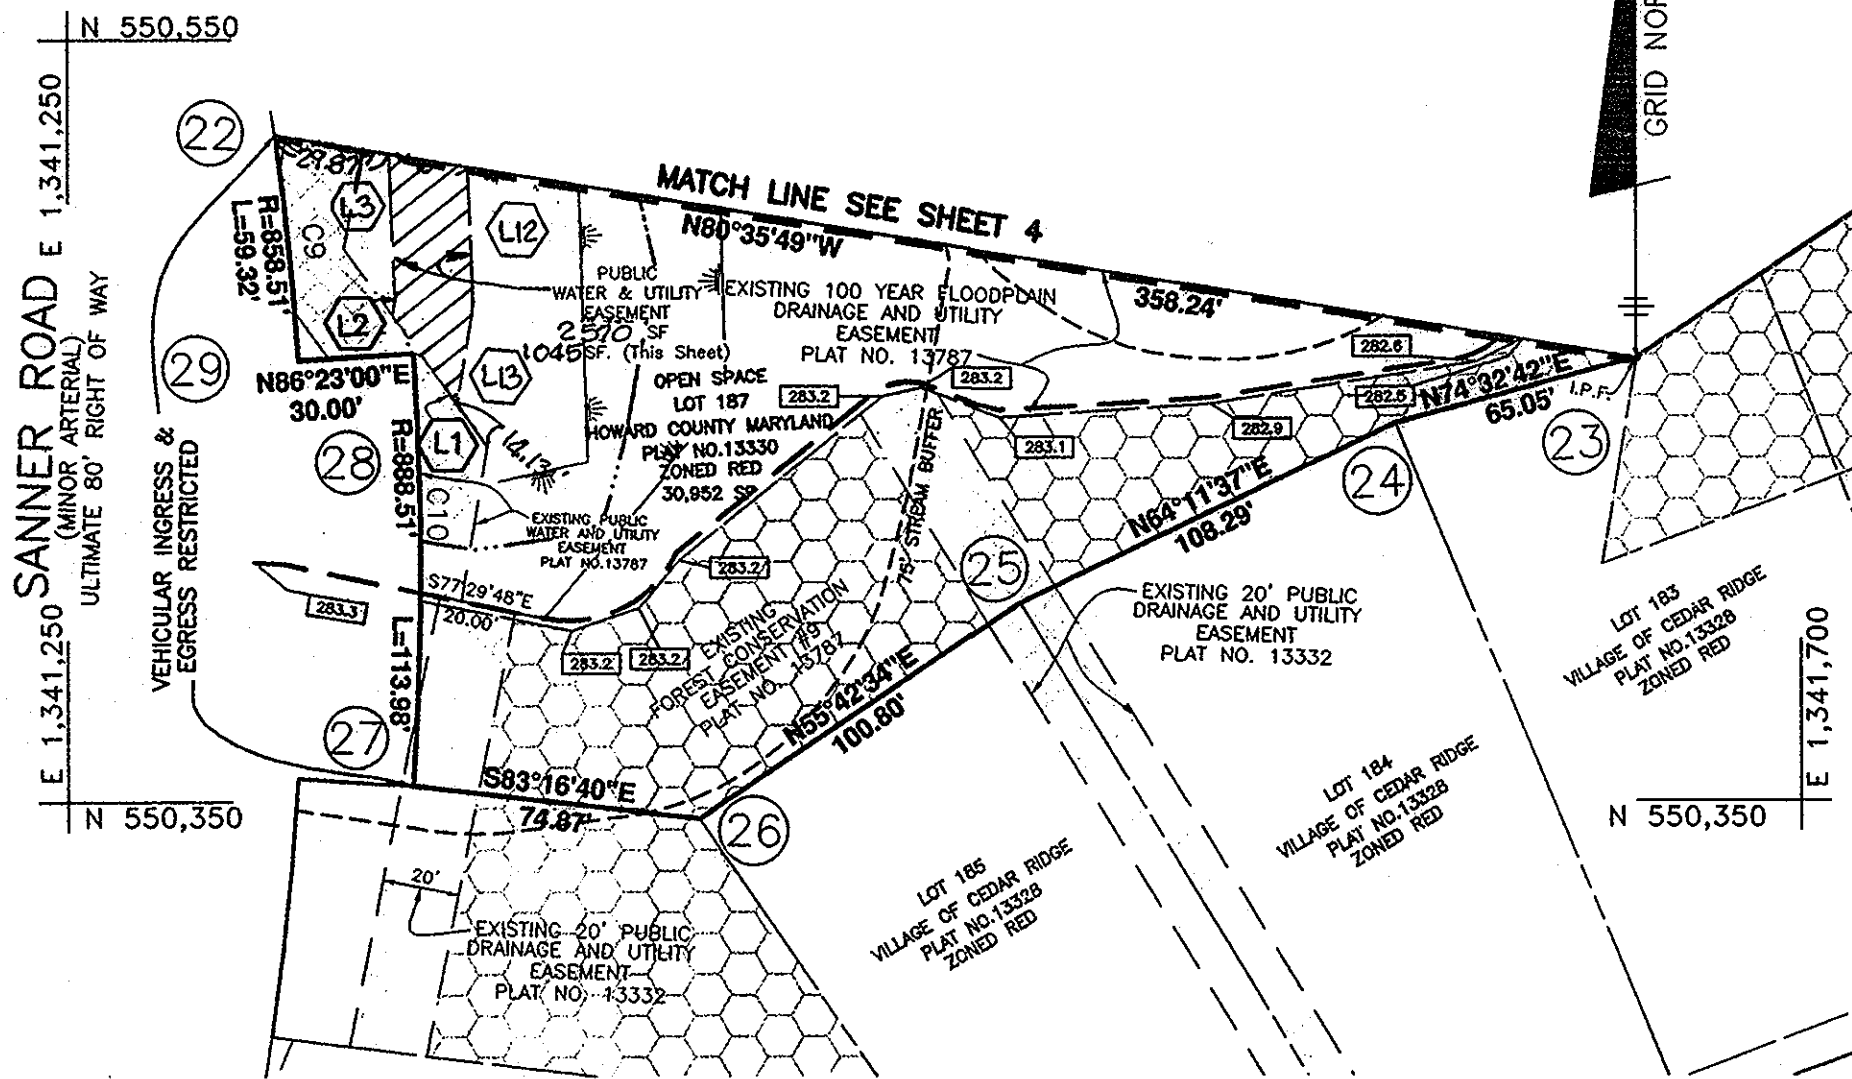 N 550,550
E 1,341,250
GRID NOR
22
29.87'
L3
C9
R=858.51'
L=59.32'
L2
L12
MATCH LINE SEE SHEET 4
N80°35'49"W
358.24'
PUBLIC
WATER & UTILITY
EASEMENT
2570 SF
1045 SF. (This Sheet)
EXISTING 100 YEAR FLOODPLAIN
DRAINAGE AND UTILITY
EASEMENT
PLAT NO. 13787
SANNER ROAD
(MINOR ARTERIAL)
ULTIMATE 80' RIGHT OF WAY
VEHICULAR INGRESS &
EGRESS RESTRICTED
29
N86°23'00"E
30.00'
L13
L1
14.13
28
R=888.51'
C10
L=113.98'
OPEN SPACE
LOT 187
HOWARD COUNTY MARYLAND
PLAT NO.13330
ZONED RED
30,952 SF
283.2
283.2
282.6
282.5
282.9
283.1
N74°32'42"E
65.05'
I.P.F.
23
24
N64°11'37"E
108.29'
25
75' STREAM BUFFER
EXISTING PUBLIC
WATER AND UTILITY
EASEMENT
PLAT NO.13787
283.2
S77°29'48"E
20.00'
283.3
283.2
283.2
EXISTING
FOREST CONSERVATION
EASEMENT #9
PLAT NO. 13787
N55°42'34"E
100.80'
EXISTING 20' PUBLIC
DRAINAGE AND UTILITY
EASEMENT
PLAT NO. 13332
LOT 183
VILLAGE OF CEDAR RIDGE
PLAT NO.13328
ZONED RED
E 1,341,250
N 550,350
27
S83°16'40"E
74.87'
26
20'
EXISTING 20' PUBLIC
DRAINAGE AND UTILITY
EASEMENT
PLAT NO. 13332
LOT 185
VILLAGE OF CEDAR RIDGE
PLAT NO.13328
ZONED RED
LOT 184
VILLAGE OF CEDAR RIDGE
PLAT NO.13328
ZONED RED
E 1,341,700
N 550,350